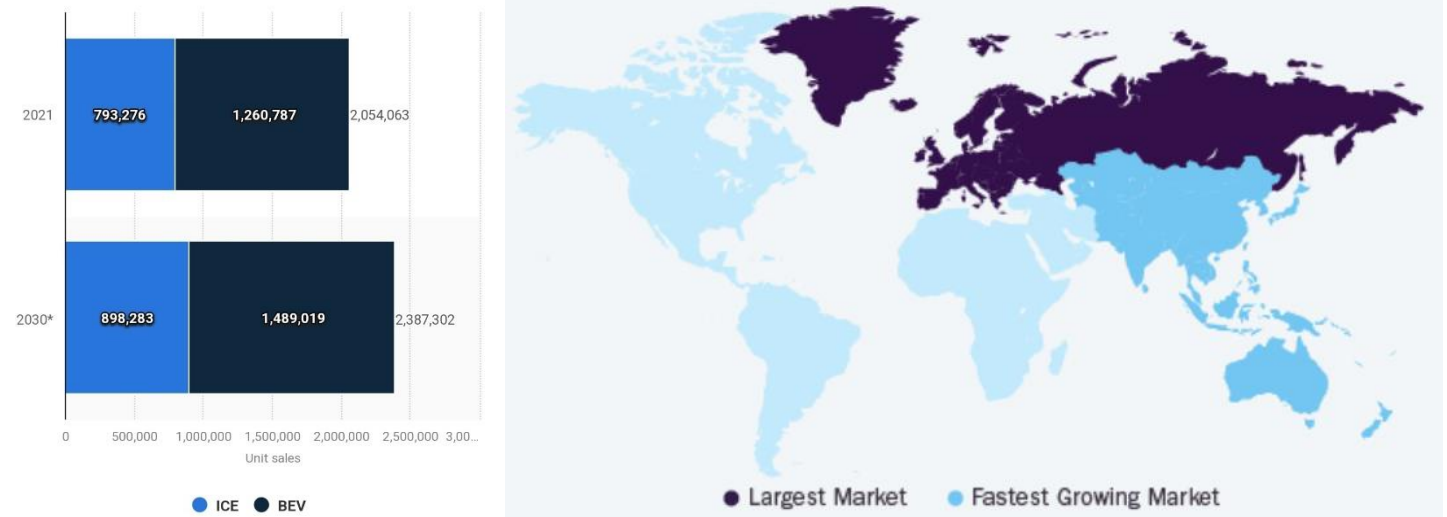 2021
793,276
1,260,787
2,054,063
2030*
898,283
1,489,019
2,387,302
0 500,000 1,000,000 1,500,000 2,000,000 2,500,000 3,00...
Unit sales
ICE BEV
Largest Market Fastest Growing Market